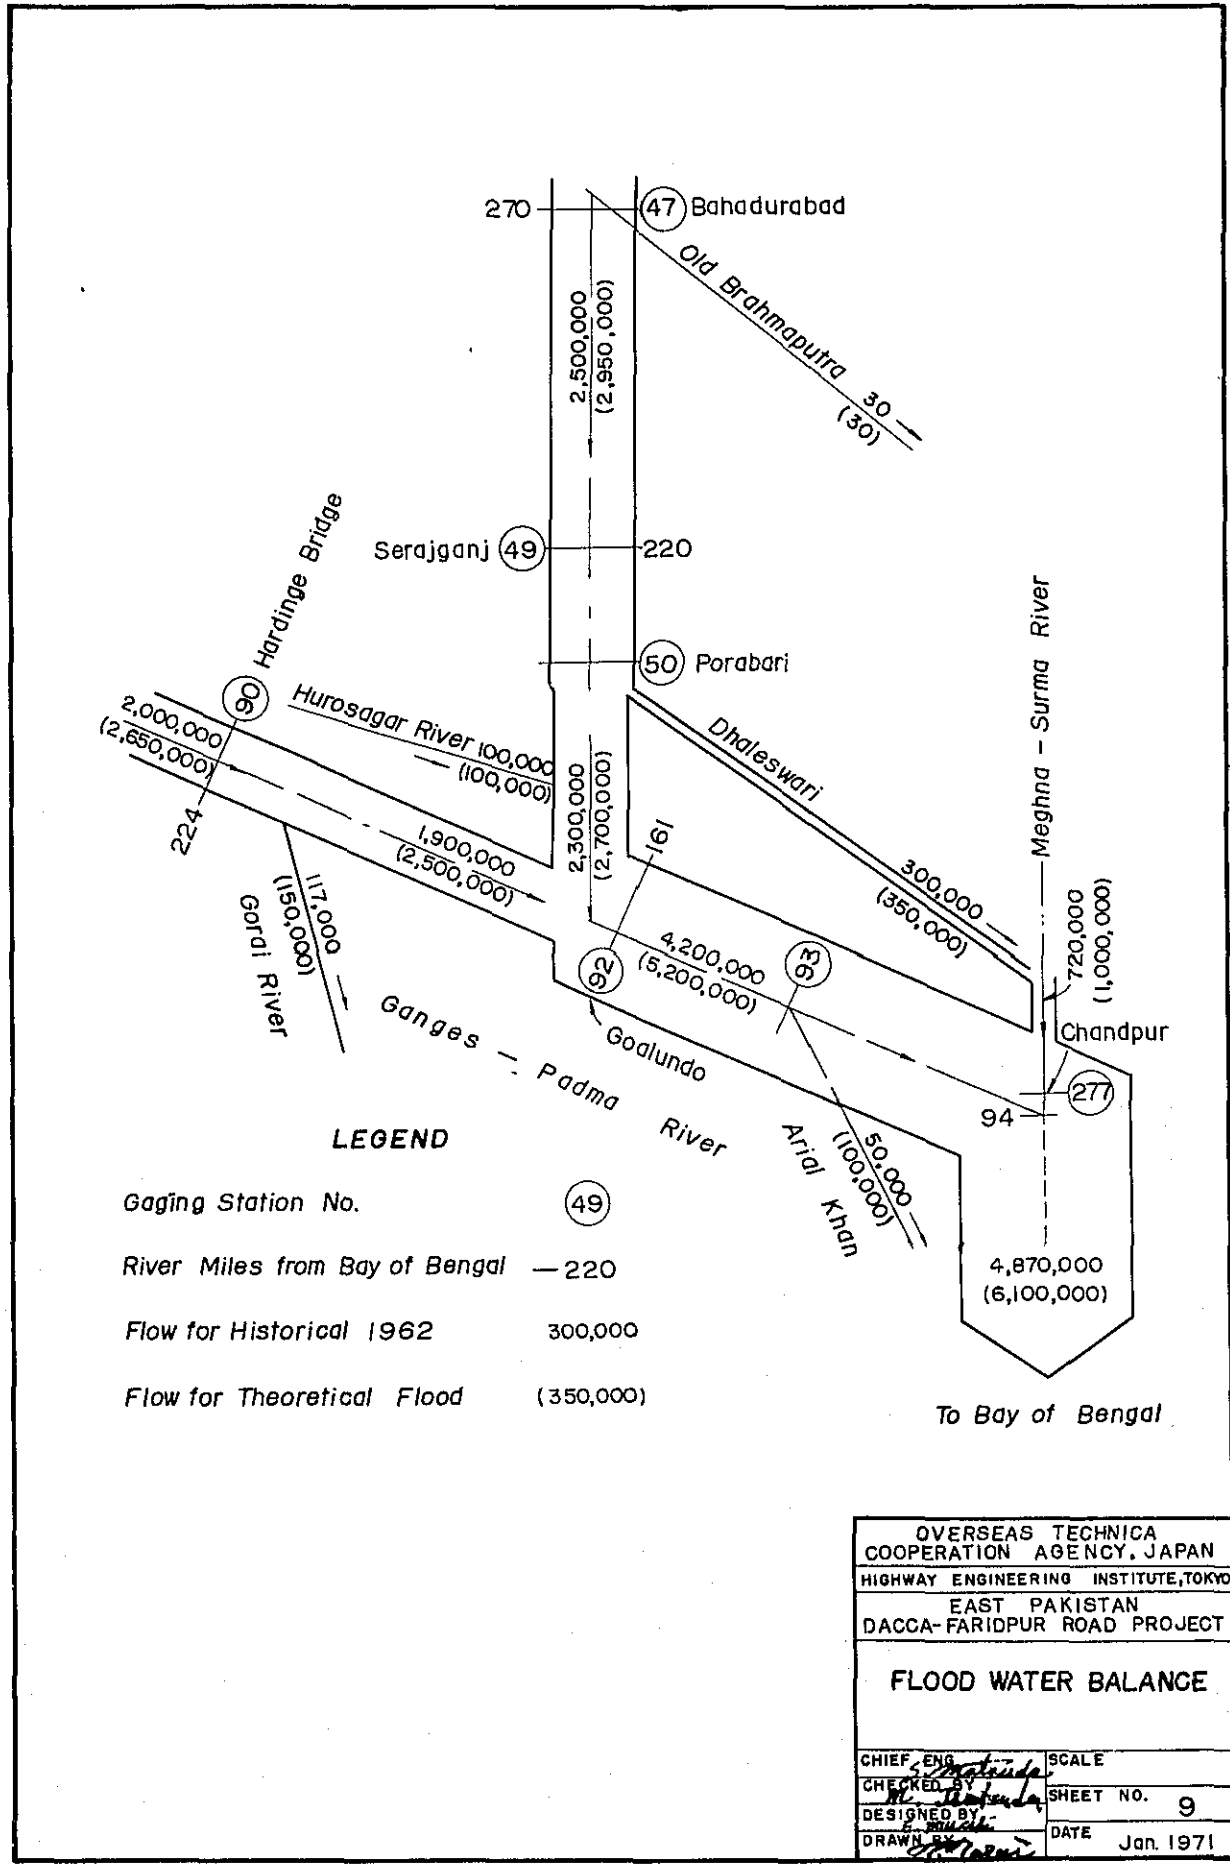 270
47 Bahadurabad
Old Brahmaputra 30
(30)
2,500,000
(2,950,000)
Serajganj 49
220
50 Porabari
90 Hardinge Bridge
224
2,000,000
(2,650,000)
Hurosagar River 100,000
(100,000)
2,300,000
(2,700,000)
Dhaleswari
300,000
(350,000)
Meghna - Surma River
720,000
(1,000,000)
1,900,000
(2,500,000)
161
92
93
4,200,000
(5,200,000)
117,000
(150,000)
Gorai River
Ganges - Padma River
Goalundo
Chandpur
277
94
Arial Khan
50,000
(100,000)
4,870,000
(6,100,000)
To Bay of Bengal
LEGEND
Gaging Station No. 49
River Miles from Bay of Bengal — 220
Flow for Historical 1962 300,000
Flow for Theoretical Flood (350,000)
OVERSEAS TECHNICA
COOPERATION AGENCY. JAPAN
HIGHWAY ENGINEERING INSTITUTE, TOKYO
EAST PAKISTAN
DACCA-FARIDPUR ROAD PROJECT
FLOOD WATER BALANCE
CHIEF ENG.
SCALE
CHECKED BY
SHEET NO. 9
DESIGNED BY
DRAWN BY
DATE Jan. 1971